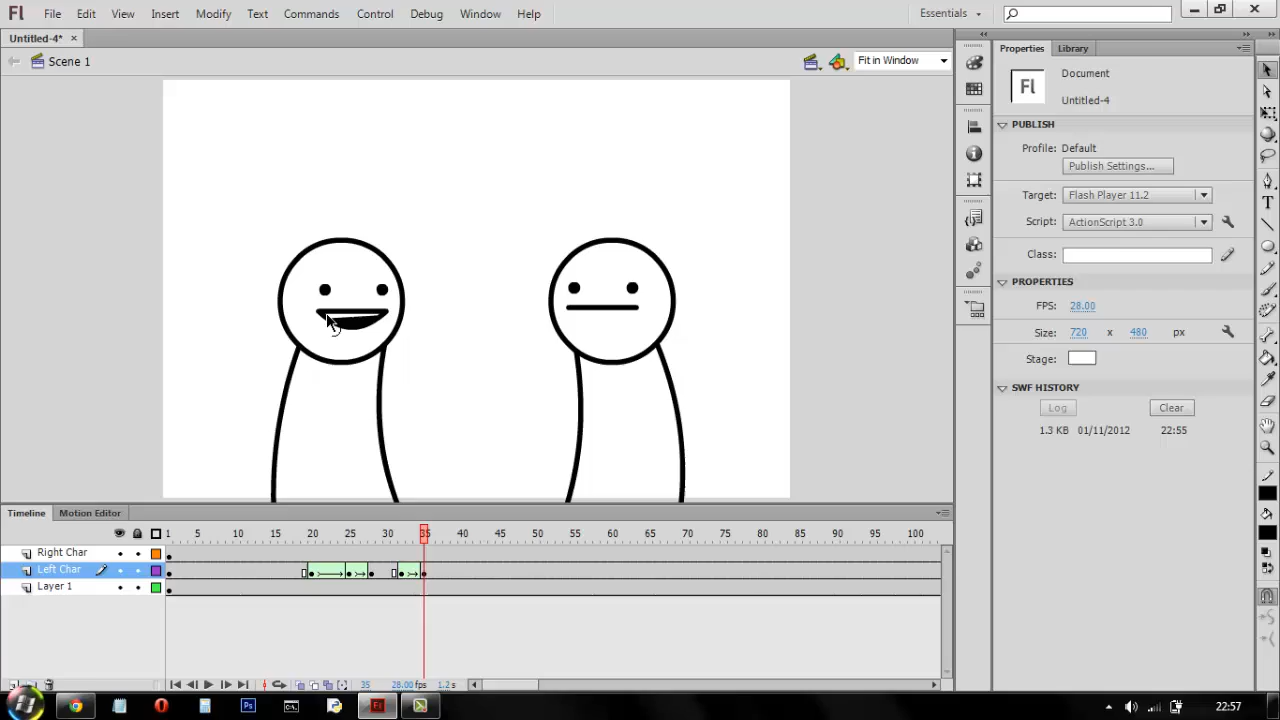 Fl File Edit View Insert Modify Text Commands Control Debug Window Help Essentials
Untitled-4*
Scene 1 Fit in Window
Properties Library
Fl Document
Untitled-4
PUBLISH
Profile: Default
Publish Settings...
Target: Flash Player 11.2
Script: ActionScript 3.0
Class:
PROPERTIES
FPS: 28.00
Size: 720 x 480 px
Stage:
SWF HISTORY
Log Clear
1.3 KB 01/11/2012 22:55
Timeline Motion Editor
1 5 10 15 20 25 30 35 40 45 50 55 60 65 70 75 80 85 90 95 100
Right Char
Left Char
Layer 1
35 28.00 fps 1.2 s
Ps Fl 22:57